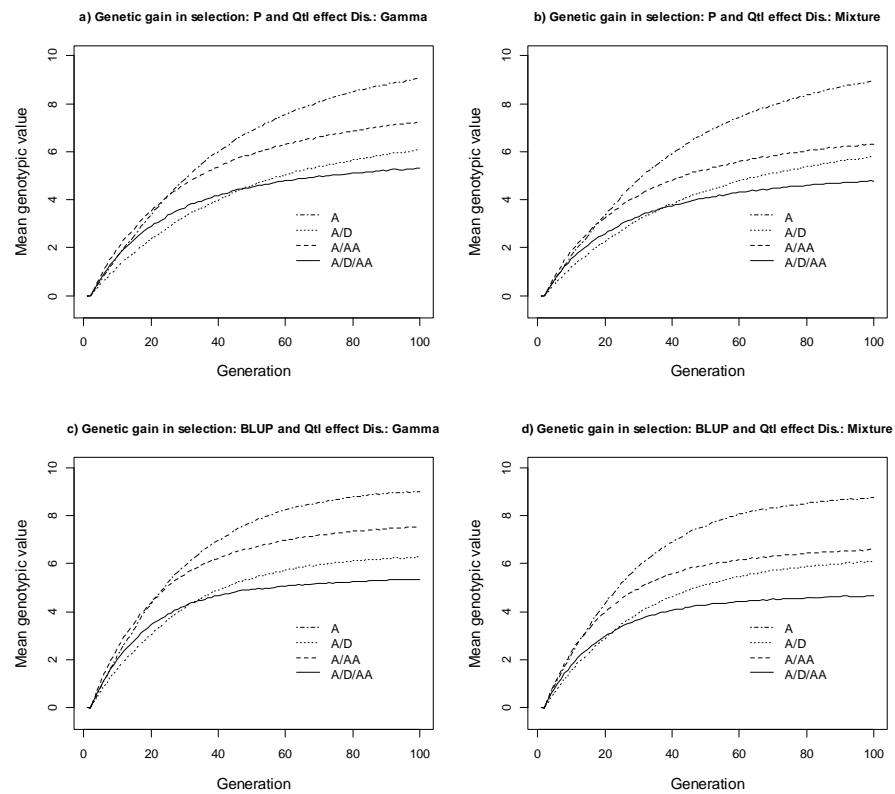 a) Genetic gain in selection: P and Qtl effect Dis.: Gamma
Mean genotypic value
10
8
6
4
2
0
A
A/D
A/AA
A/D/AA
0 20 40 60 80 100
Generation
b) Genetic gain in selection: P and Qtl effect Dis.: Mixture
Mean genotypic value
10
8
6
4
2
0
A
A/D
A/AA
A/D/AA
0 20 40 60 80 100
Generation
c) Genetic gain in selection: BLUP and Qtl effect Dis.: Gamma
Mean genotypic value
10
8
6
4
2
0
A
A/D
A/AA
A/D/AA
0 20 40 60 80 100
Generation
d) Genetic gain in selection: BLUP and Qtl effect Dis.: Mixture
Mean genotypic value
10
8
6
4
2
0
A
A/D
A/AA
A/D/AA
0 20 40 60 80 100
Generation